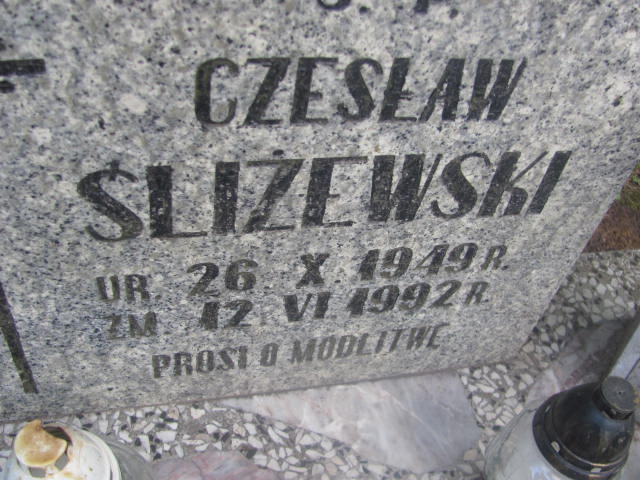 CZESŁAW
ŚLIŻEWSKI
UR. 26. X. 1949 R.
ZM. 12. VI 1992 R.
PROSI O MODLITWĘ